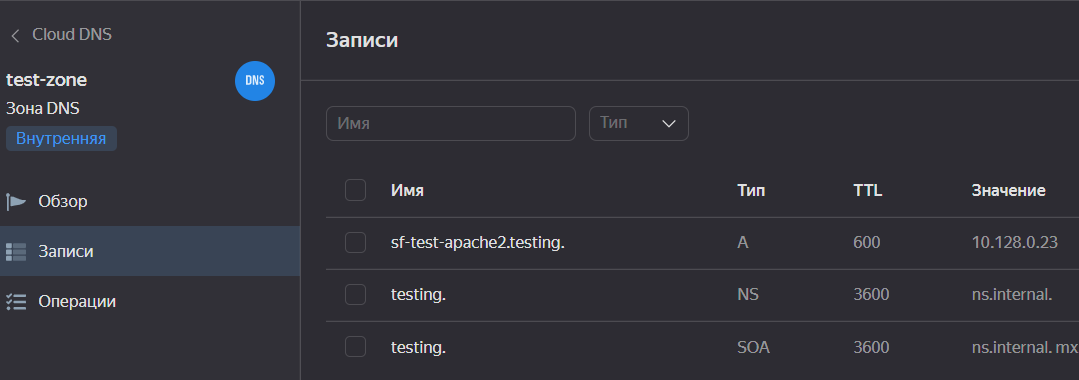 Cloud DNS
test-zone
DNS
Зона DNS
Внутренняя
Обзор
Записи
Операции
Записи
Имя Тип
Имя Тип TTL Значение
sf-test-apache2.testing. A 600 10.128.0.23
testing. NS 3600 ns.internal.
testing. SOA 3600 ns.internal. mx